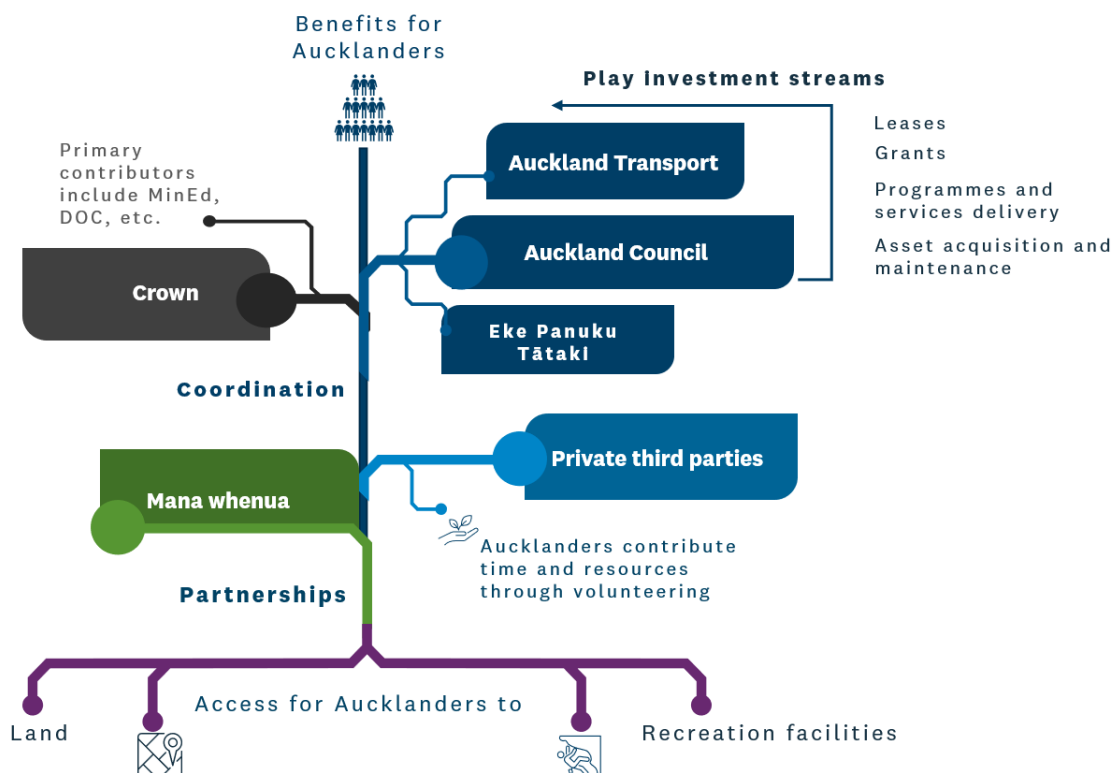 Benefits for
Aucklanders
Play investment streams
Leases
Grants
Programmes and
services delivery
Asset acquisition and
maintenance
Primary
contributors
include MinEd,
DOC, etc.
Auckland Transport
Auckland Council
Crown
Eke Panuku
Tātaki
Coordination
Private third parties
Mana whenua
Aucklanders contribute
time and resources
through volunteering
Partnerships
Access for Aucklanders to
Land
Recreation facilities